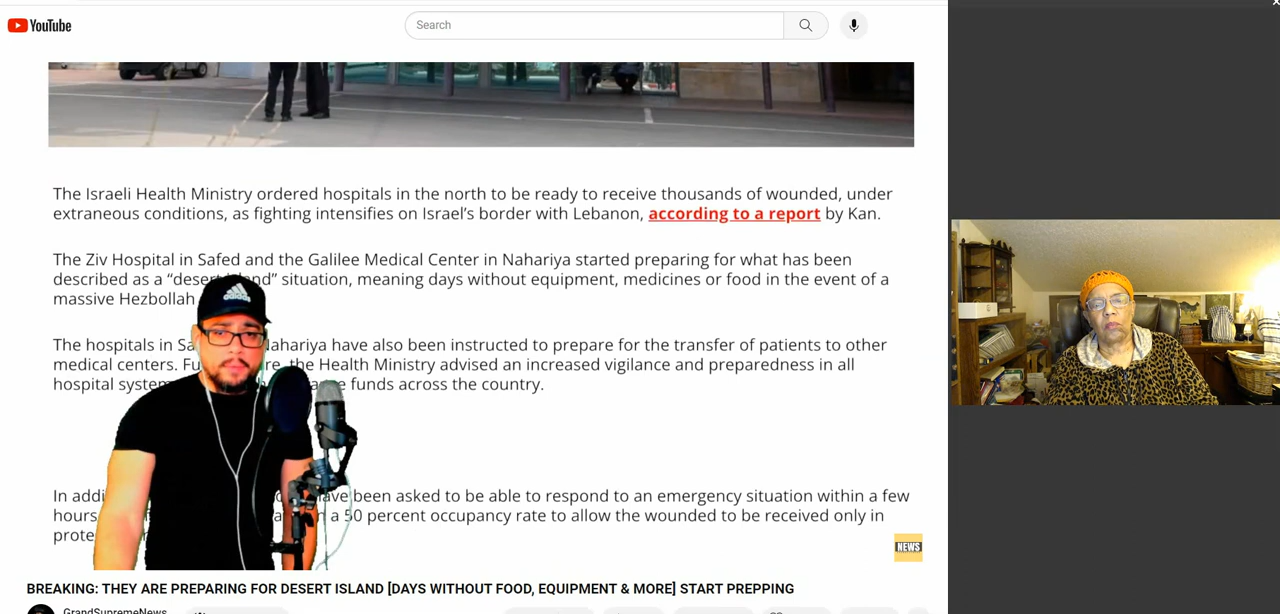 YouTube
Search
The Israeli Health Ministry ordered hospitals in the north to be ready to receive thousands of wounded, under
extraneous conditions, as fighting intensifies on Israel's border with Lebanon, according to a report by Kan.
The Ziv Hospital in Safed and the Galilee Medical Center in Nahariya started preparing for what has been
described as a “desert island” situation, meaning days without equipment, medicines or food in the event of a
massive Hezbollah
The hospitals in Nahariya have also been instructed to prepare for the transfer of patients to other
medical centers. the Health Ministry advised an increased vigilance and preparedness in all
hospital funds across the country.
adidas
In have been asked to be able to respond to an emergency situation within a few
hours a 50 percent occupancy rate to allow the wounded to be received only in
NEWS
BREAKING: THEY ARE PREPARING FOR DESERT ISLAND [DAYS WITHOUT FOOD, EQUIPMENT & MORE] START PREPPING
GrandSupremeNews